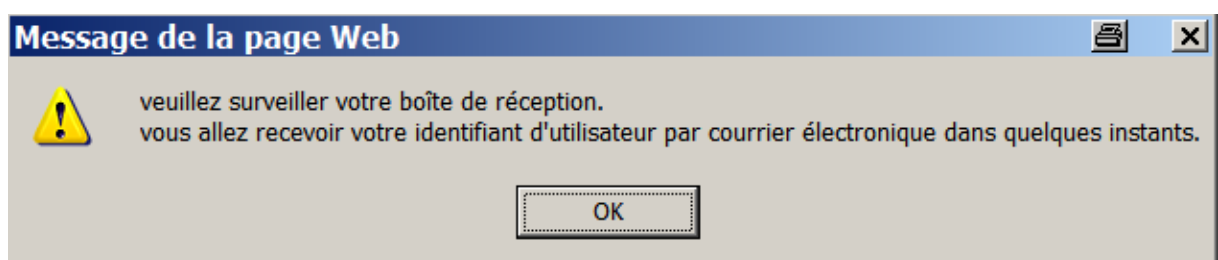 Message de la page Web
veuillez surveiller votre boîte de réception.
vous allez recevoir votre identifiant d'utilisateur par courrier électronique dans quelques instants.
OK